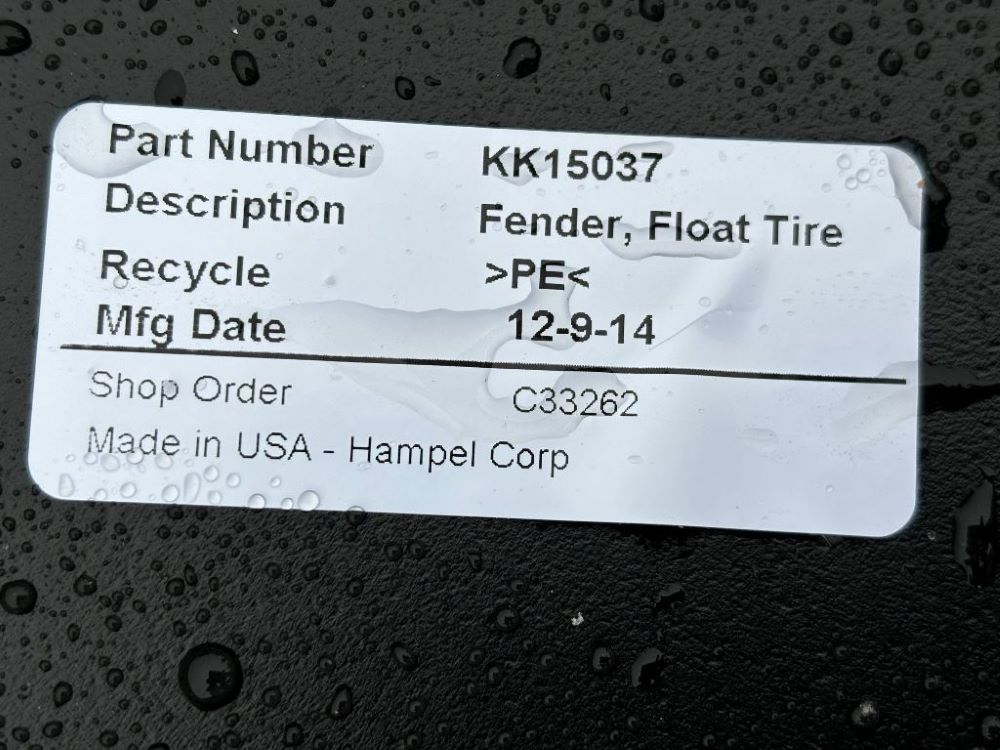 Part Number KK15037
Description Fender, Float Tire
Recycle >PE<
Mfg Date 12-9-14
Shop Order C33262
Made in USA - Hampel Corp